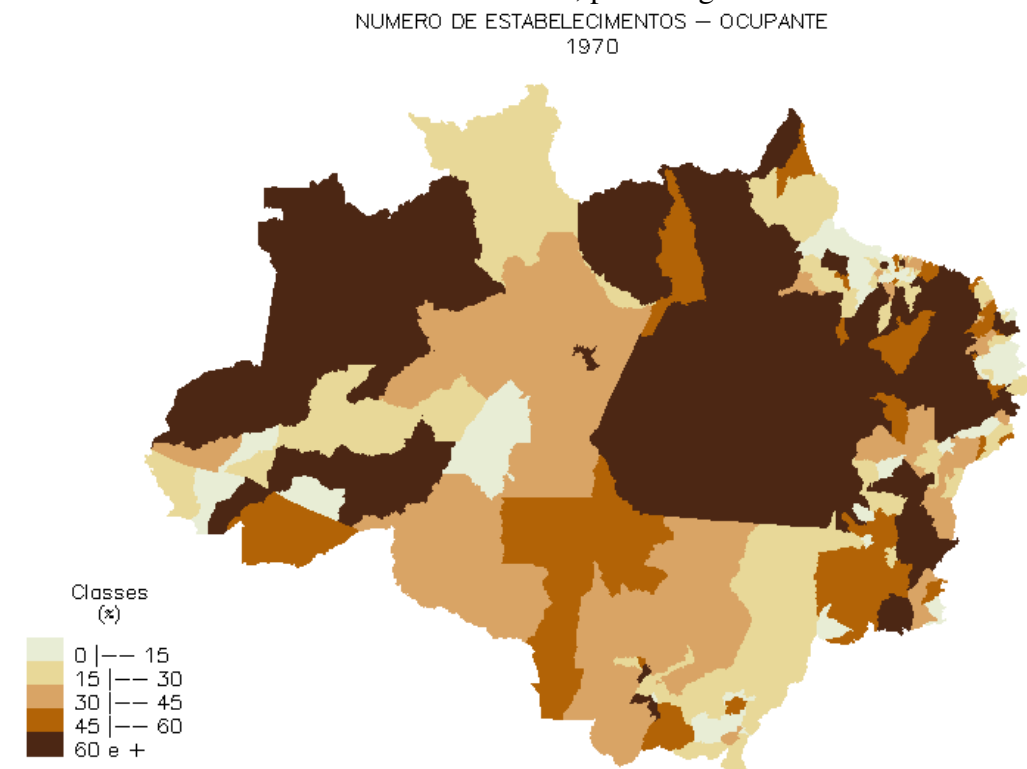 NUMERO DE ESTABELECIMENTOS — OCUPANTE
1970
Classes
(%)
0 |—— 15
15 |—— 30
30 |—— 45
45 |—— 60
60 e +